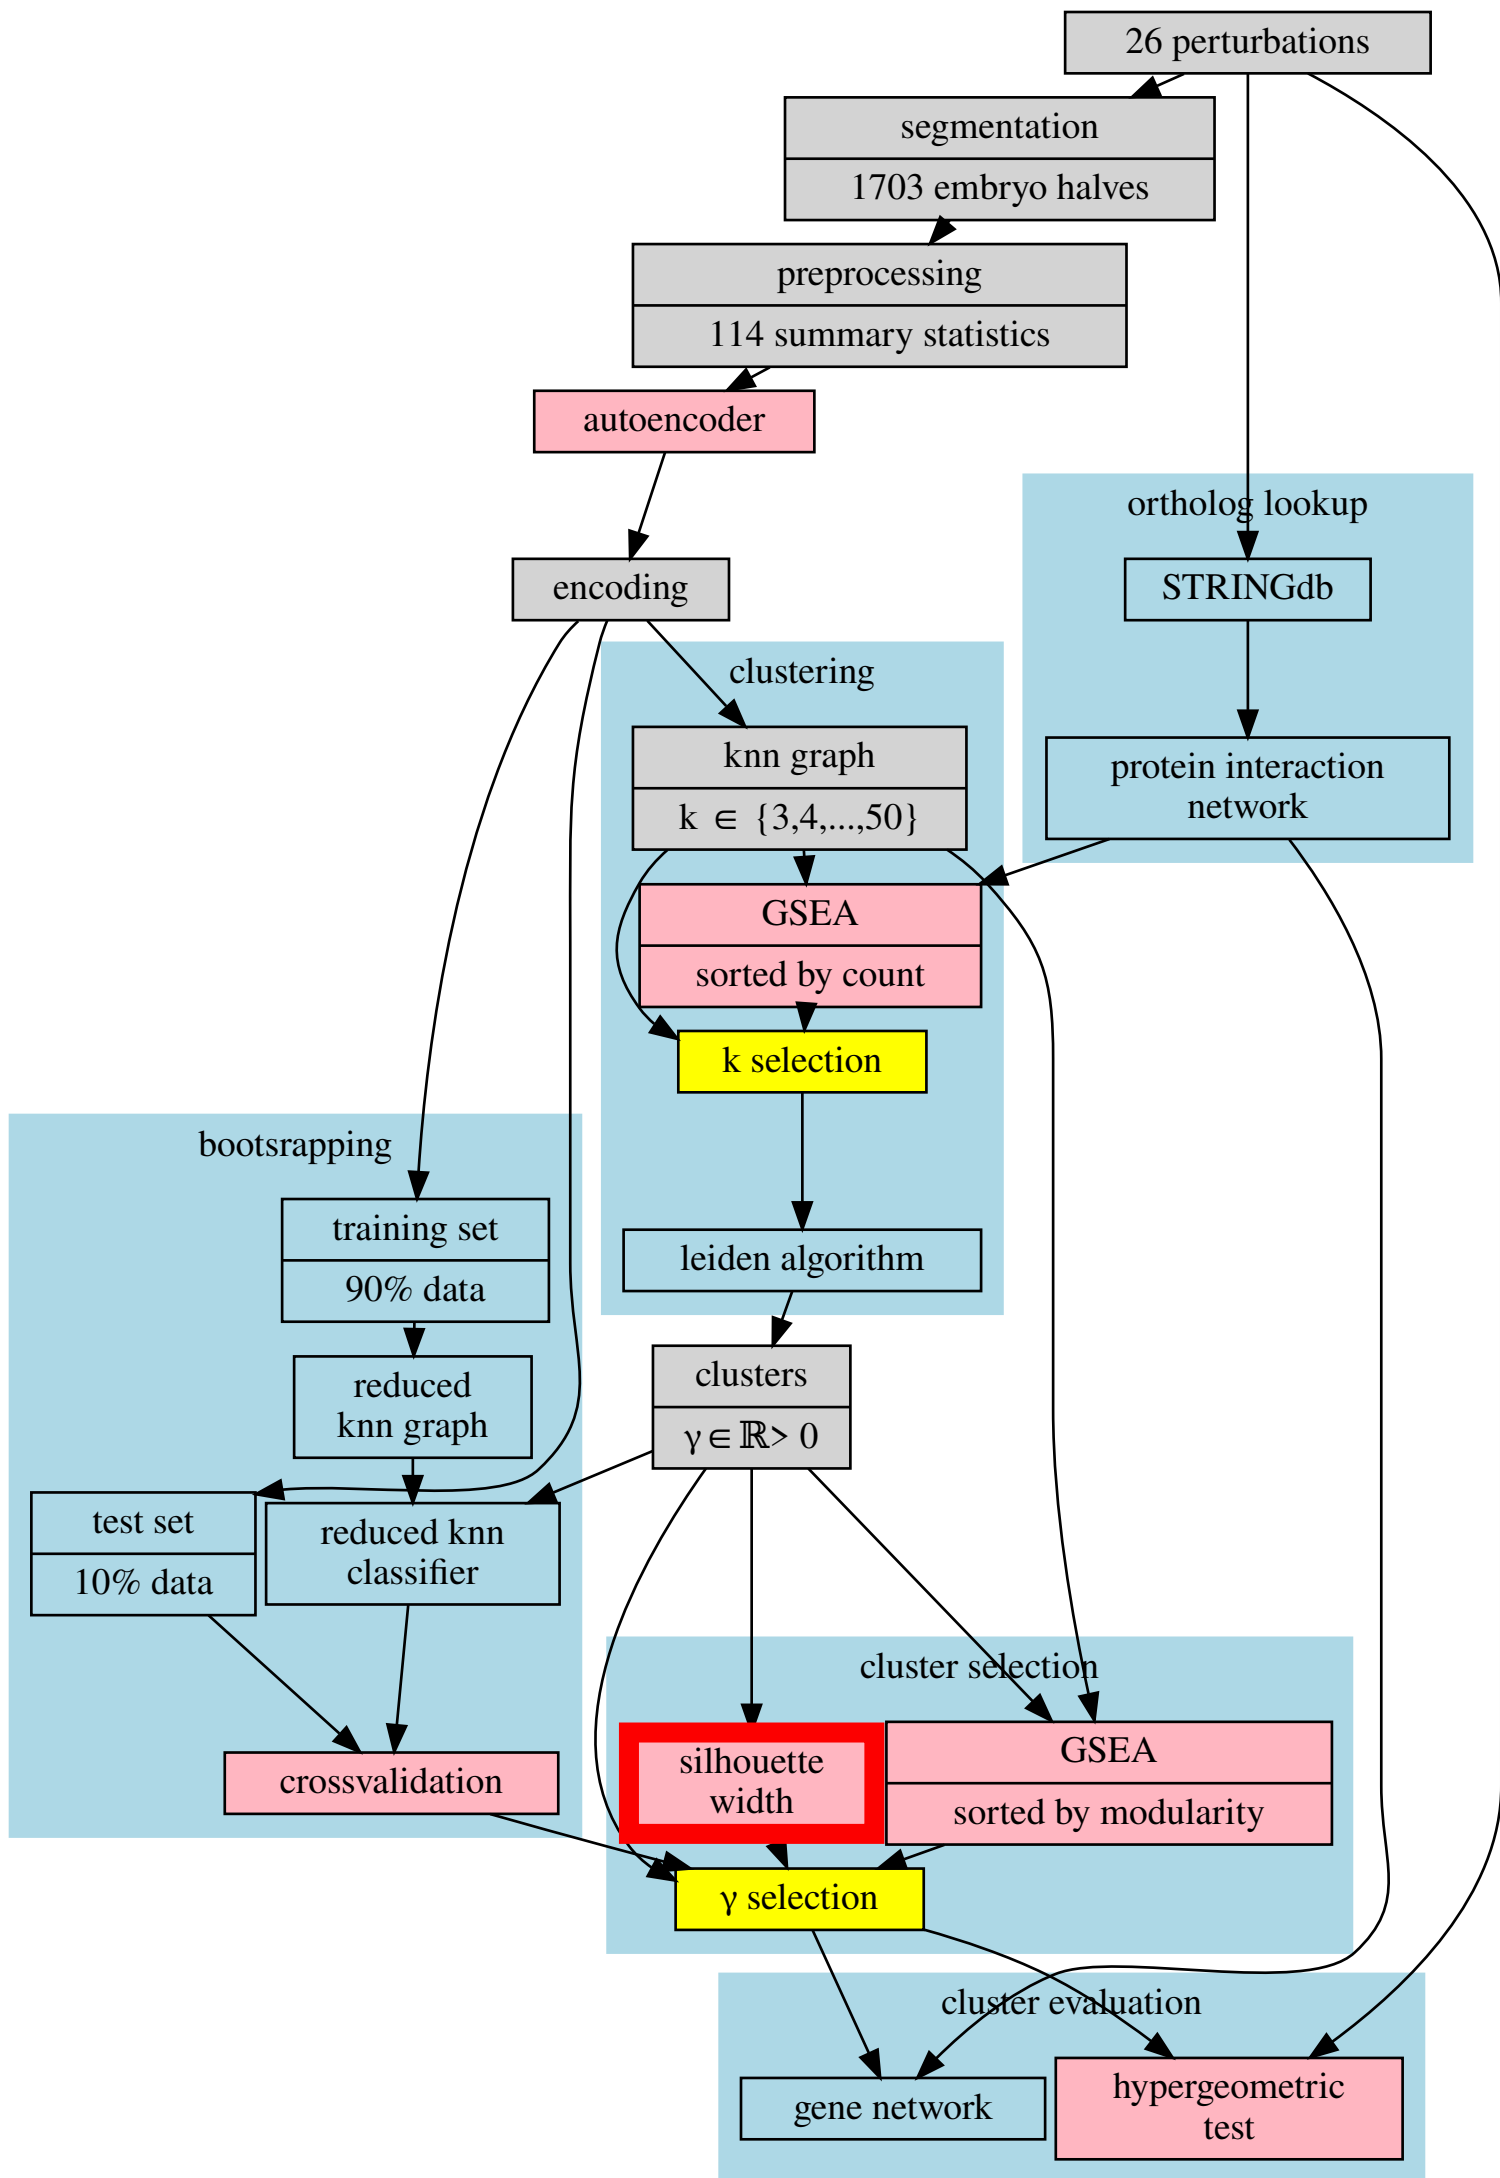 26 perturbations
segmentation
1703 embryo halves
preprocessing
114 summary statistics
autoencoder
ortholog lookup
encoding
STRINGdb
clustering
knn graph
k ∈ {3,4,...,50}
protein interaction
network
GSEA
sorted by count
k selection
bootsrapping
training set
90% data
leiden algorithm
reduced
knn graph
clusters
γ∈ℝ> 0
test set
10% data
reduced knn
classifier
cluster selection
silhouette
width
GSEA
sorted by modularity
crossvalidation
γ selection
cluster evaluation
gene network
hypergeometric
test